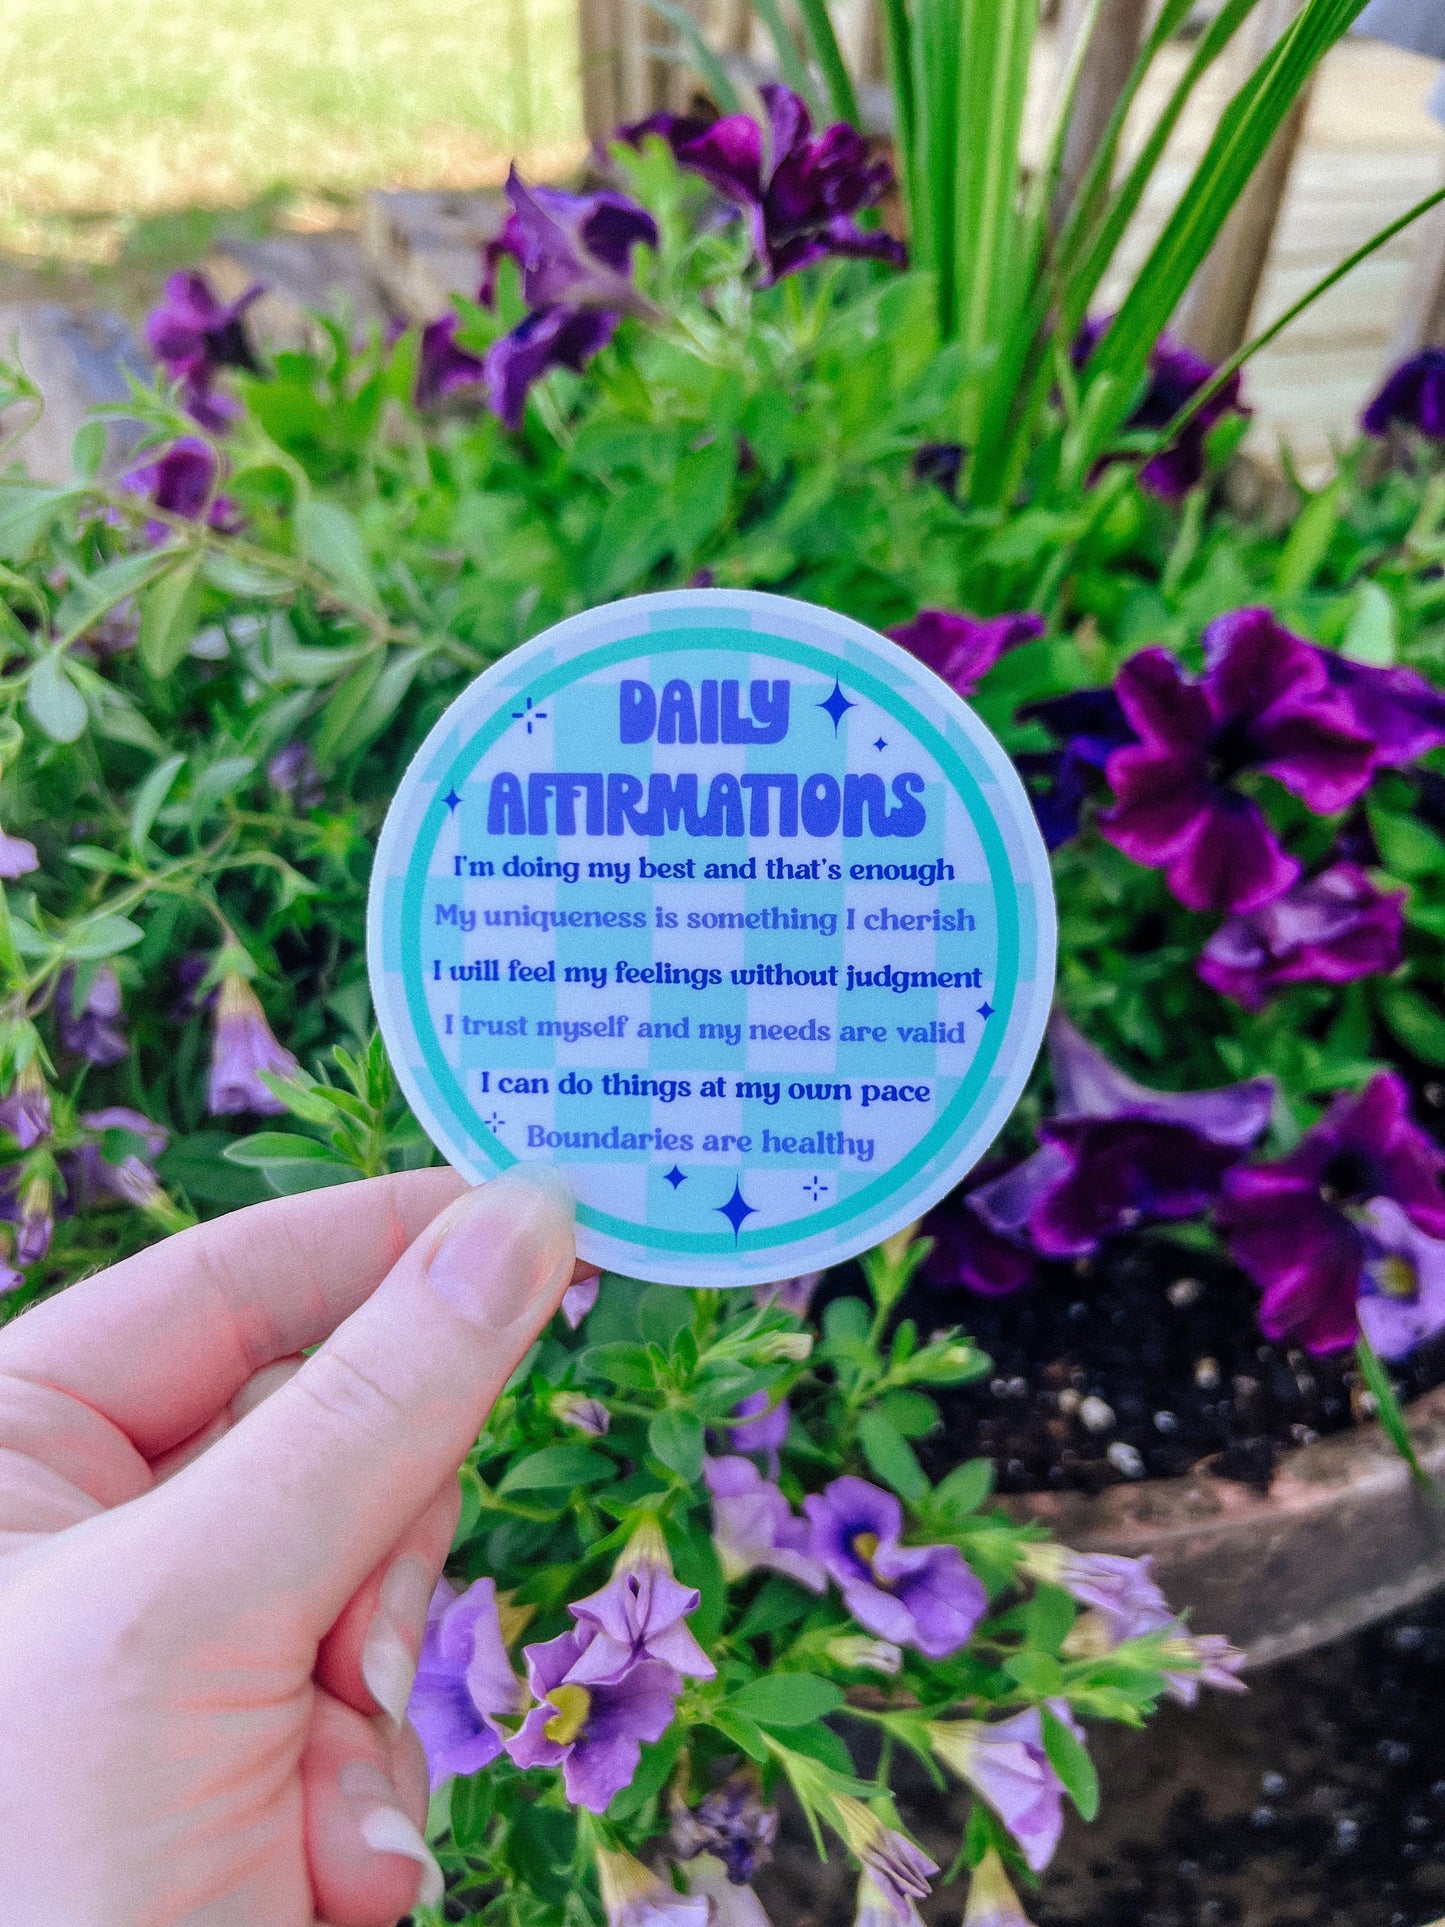 DAILY
AFFIRMATIONS
I'm doing my best and that's enough
My uniqueness is something I cherish
I will feel my feelings without judgment
I trust myself and my needs are valid
I can do things at my own pace
Boundaries are healthy